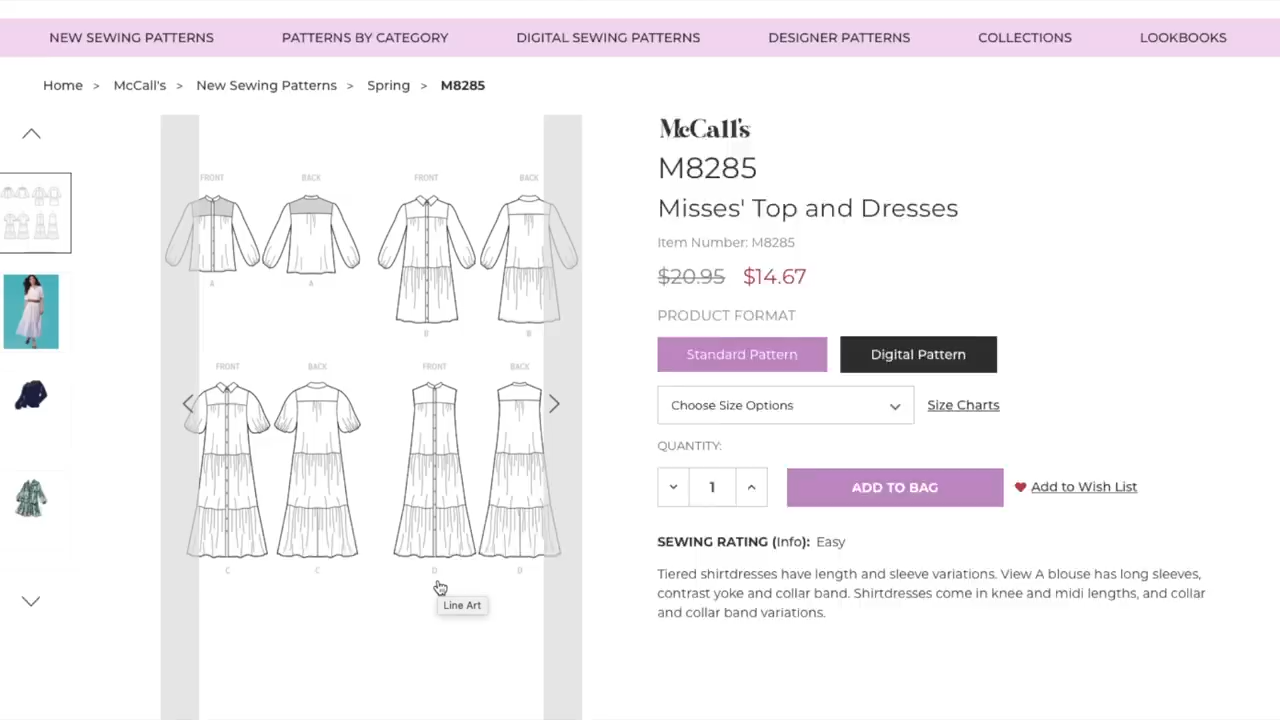 NEW SEWING PATTERNS PATTERNS BY CATEGORY DIGITAL SEWING PATTERNS DESIGNER PATTERNS COLLECTIONS LOOKBOOKS
Home > McCall's > New Sewing Patterns > Spring > M8285
McCall's
M8285
Misses' Top and Dresses
Item Number: M8285
$20.95 $14.67
PRODUCT FORMAT
Standard Pattern Digital Pattern
Choose Size Options Size Charts
QUANTITY:
1 ADD TO BAG Add to Wish List
SEWING RATING (Info): Easy
Tiered shirtdresses have length and sleeve variations. View A blouse has long sleeves,
contrast yoke and collar band. Shirtdresses come in knee and midi lengths, and collar
and collar band variations.
FRONT BACK FRONT BACK
A A B B
FRONT BACK FRONT BACK
C C D D
Line Art